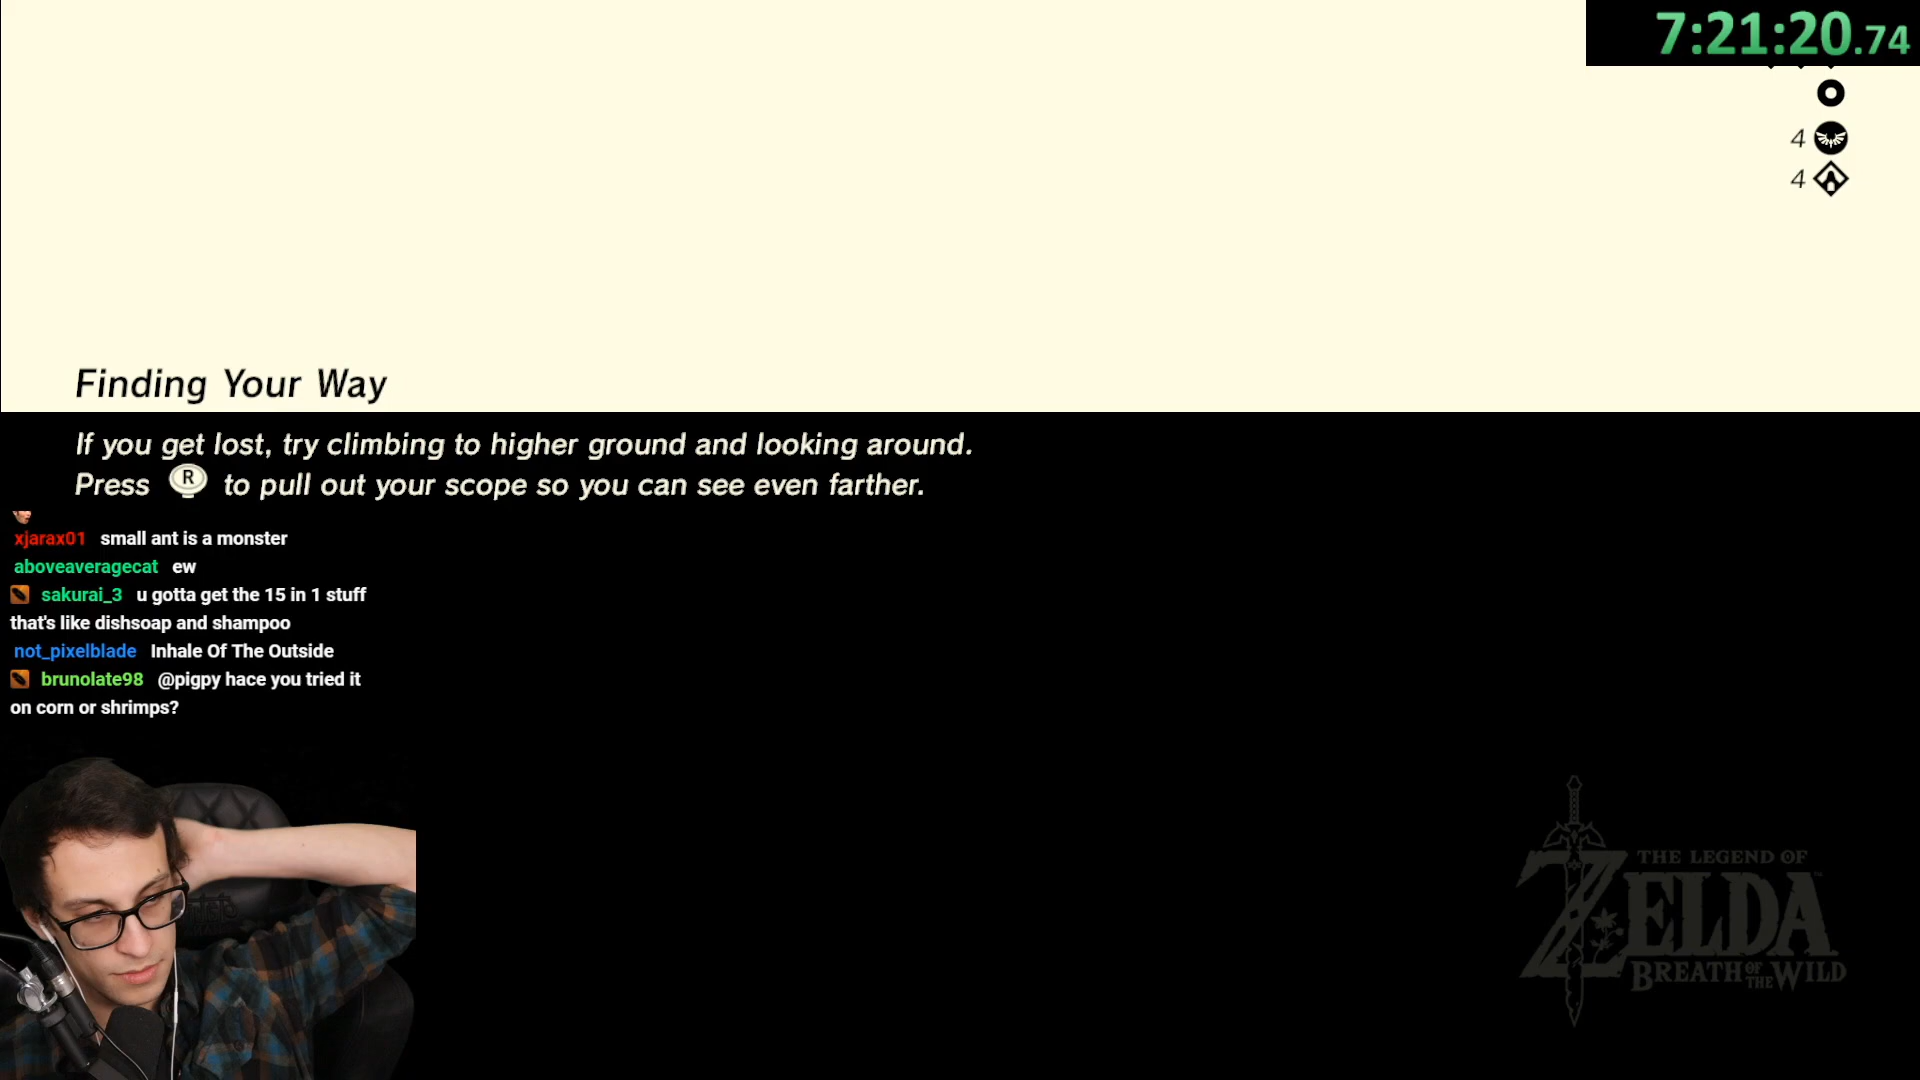 7:21:20.74
4
4
Finding Your Way
If you get lost, try climbing to higher ground and looking around.
Press R to pull out your scope so you can see even farther.
xjarax01 small ant is a monster
aboveaveragecat ew
sakurai_3 u gotta get the 15 in 1 stuff
that's like dishsoap and shampoo
not_pixelblade Inhale Of The Outside
brunolate98 @pigpy hace you tried it
on corn or shrimps?
THE LEGEND OF
ZELDA
BREATH OF THE WILD